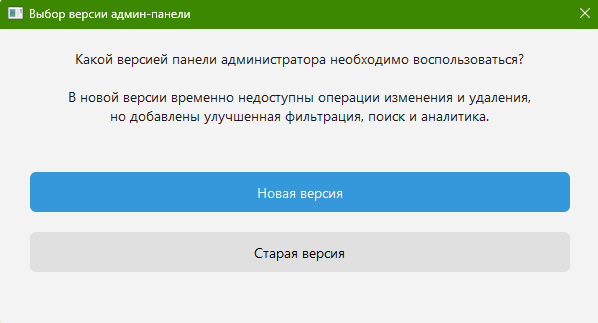 Выбор версии админ-панели
Какой версией панели администратора необходимо воспользоваться?
В новой версии временно недоступны операции изменения и удаления,
но добавлены улучшенная фильтрация, поиск и аналитика.
Новая версия
Старая версия